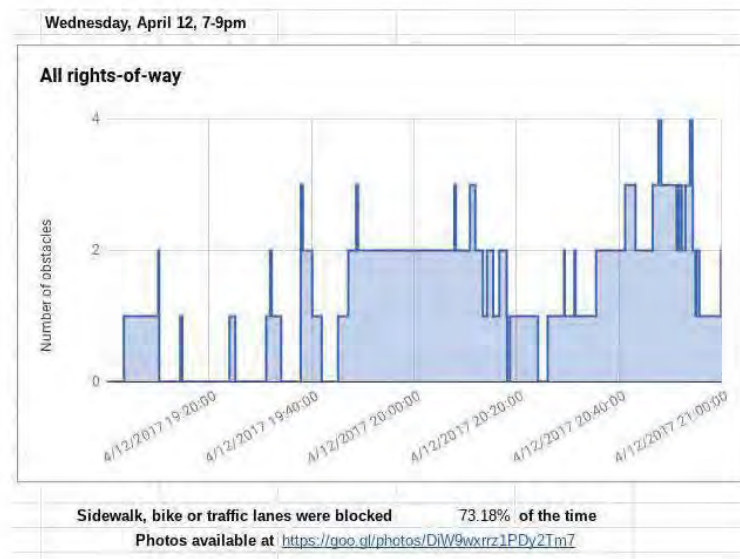 Wednesday, April 12, 7-9pm
All rights-of-way
Number of obstacles
4
2
0
4/12/2017 19:20:00
4/12/2017 19:40:00
4/12/2017 20:00:00
4/12/2017 20:20:00
4/12/2017 20:40:00
4/12/2017 21:00:00
Sidewalk, bike or traffic lanes were blocked 73.18% of the time
Photos available at https://goo.gl/photos/DiW9wxrrz1PDy2Tm7